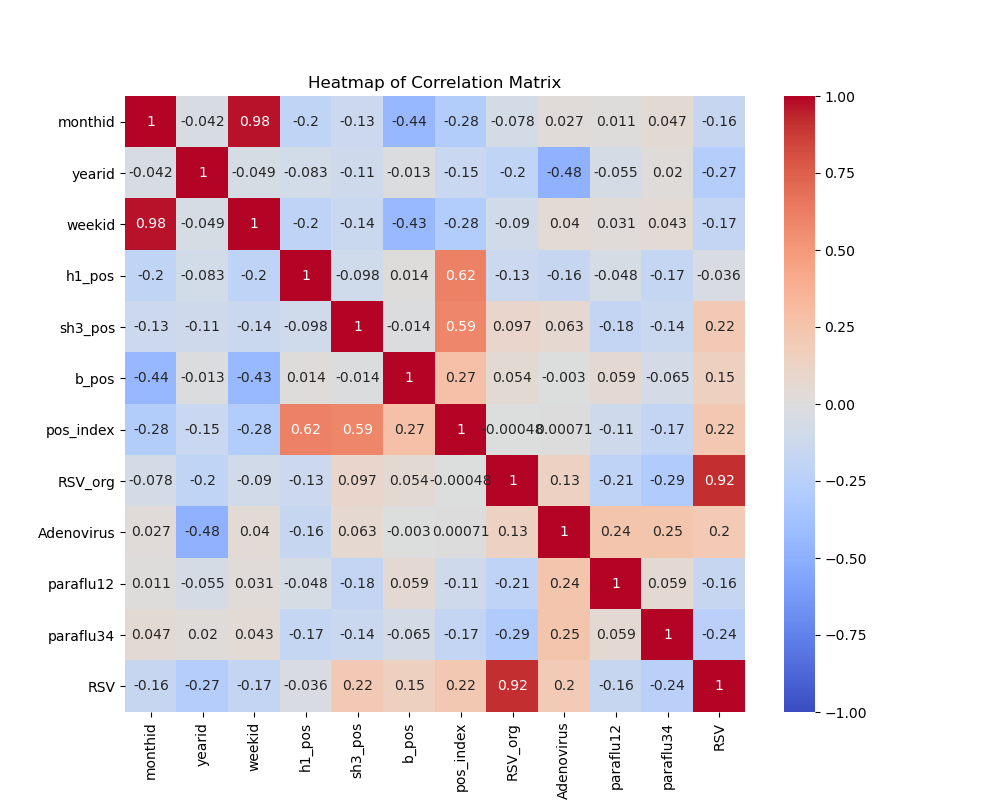 Heatmap of Correlation Matrix
monthid 1 -0.042 0.98 -0.2 -0.13 -0.44 -0.28 -0.078 0.027 0.011 0.047 -0.16
yearid -0.042 1 -0.049 -0.083 -0.11 -0.013 -0.15 -0.2 -0.48 -0.055 0.02 -0.27
weekid 0.98 -0.049 1 -0.2 -0.14 -0.43 -0.28 -0.09 0.04 0.031 0.043 -0.17
h1_pos -0.2 -0.083 -0.2 1 -0.098 0.014 0.62 -0.13 -0.16 -0.048 -0.17 -0.036
sh3_pos -0.13 -0.11 -0.14 -0.098 1 -0.014 0.59 0.097 0.063 -0.18 -0.14 0.22
b_pos -0.44 -0.013 -0.43 0.014 -0.014 1 0.27 0.054 -0.003 0.059 -0.065 0.15
pos_index -0.28 -0.15 -0.28 0.62 0.59 0.27 1 -0.00048 0.00071 -0.11 -0.17 0.22
RSV_org -0.078 -0.2 -0.09 -0.13 0.097 0.054 -0.00048 1 0.13 -0.21 -0.29 0.92
Adenovirus 0.027 -0.48 0.04 -0.16 0.063 -0.003 0.00071 0.13 1 0.24 0.25 0.2
paraflu12 0.011 -0.055 0.031 -0.048 -0.18 0.059 -0.11 -0.21 0.24 1 0.059 -0.16
paraflu34 0.047 0.02 0.043 -0.17 -0.14 -0.065 -0.17 -0.29 0.25 0.059 1 -0.24
RSV -0.16 -0.27 -0.17 -0.036 0.22 0.15 0.22 0.92 0.2 -0.16 -0.24 1
monthid yearid weekid h1_pos sh3_pos b_pos pos_index RSV_org Adenovirus paraflu12 paraflu34 RSV
1.00
0.75
0.50
0.25
0.00
−0.25
−0.50
−0.75
−1.00